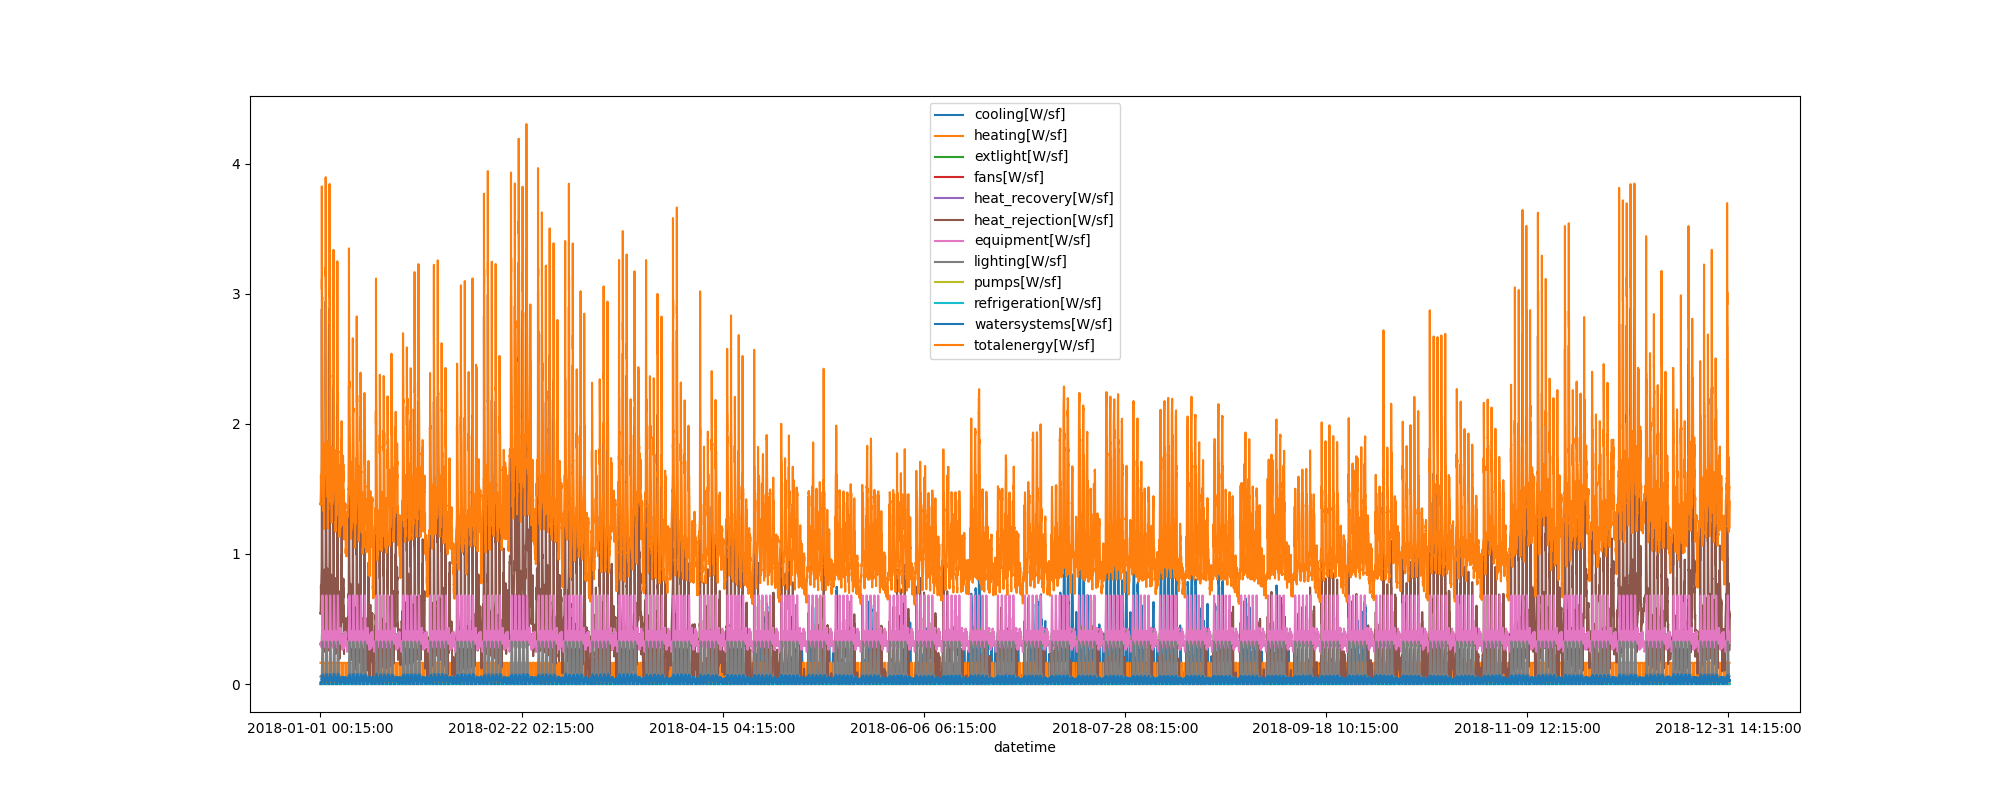 cooling[W/sf]
heating[W/sf]
extlight[W/sf]
fans[W/sf]
heat_recovery[W/sf]
heat_rejection[W/sf]
equipment[W/sf]
lighting[W/sf]
pumps[W/sf]
refrigeration[W/sf]
watersystems[W/sf]
totalenergy[W/sf]
4
3
2
1
0
2018-01-01 00:15:00 2018-02-22 02:15:00 2018-04-15 04:15:00 2018-06-06 06:15:00 2018-07-28 08:15:00 2018-09-18 10:15:00 2018-11-09 12:15:00 2018-12-31 14:15:00
datetime